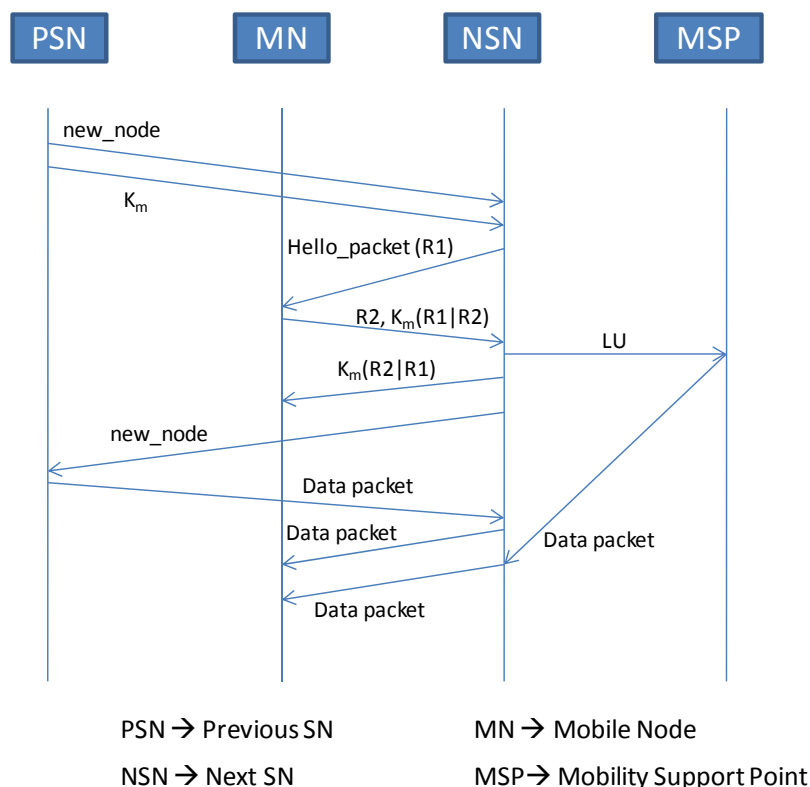 PSN MN NSN MSP
new_node
Kₘ
Hello_packet (R1)
R2, Kₘ(R1|R2)
LU
Kₘ(R2|R1)
new_node
Data packet
Data packet
Data packet
Data packet
PSN → Previous SN MN → Mobile Node
NSN → Next SN MSP→ Mobility Support Point